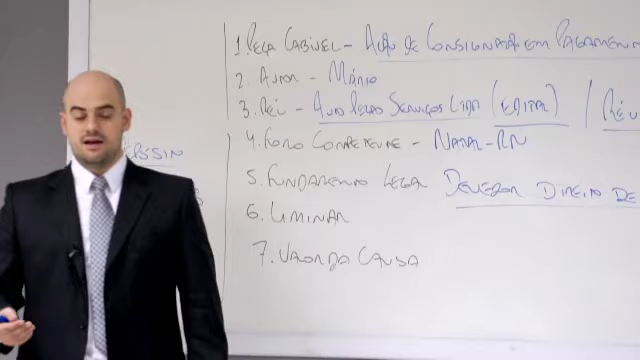 1. PEÇA CABÍVEL - AÇÃO DE CONSIGNAÇÃO EM PAGAMENTO
2. AUTOR - MÁRIO
3. RÉU - AUTO PEÇAS SERVIÇOS LTDA (EDITAL) / RÉU
4. FORO COMPETENTE - NATAL-RN
5. FUNDAMENTO LEGAL DEVEDOR DIREITO DE
6. LIMINAR
7. VALOR DA CAUSA